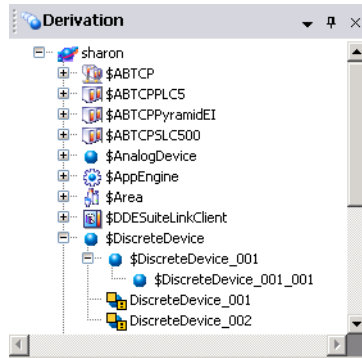 Derivation
sharon
$ABTCP
$ABTCPPLC5
$ABTCPPyramidEI
$ABTCPSLC500
$AnalogDevice
$AppEngine
$Area
$DDESuiteLinkClient
$DiscreteDevice
$DiscreteDevice_001
$DiscreteDevice_001_001
DiscreteDevice_001
DiscreteDevice_002